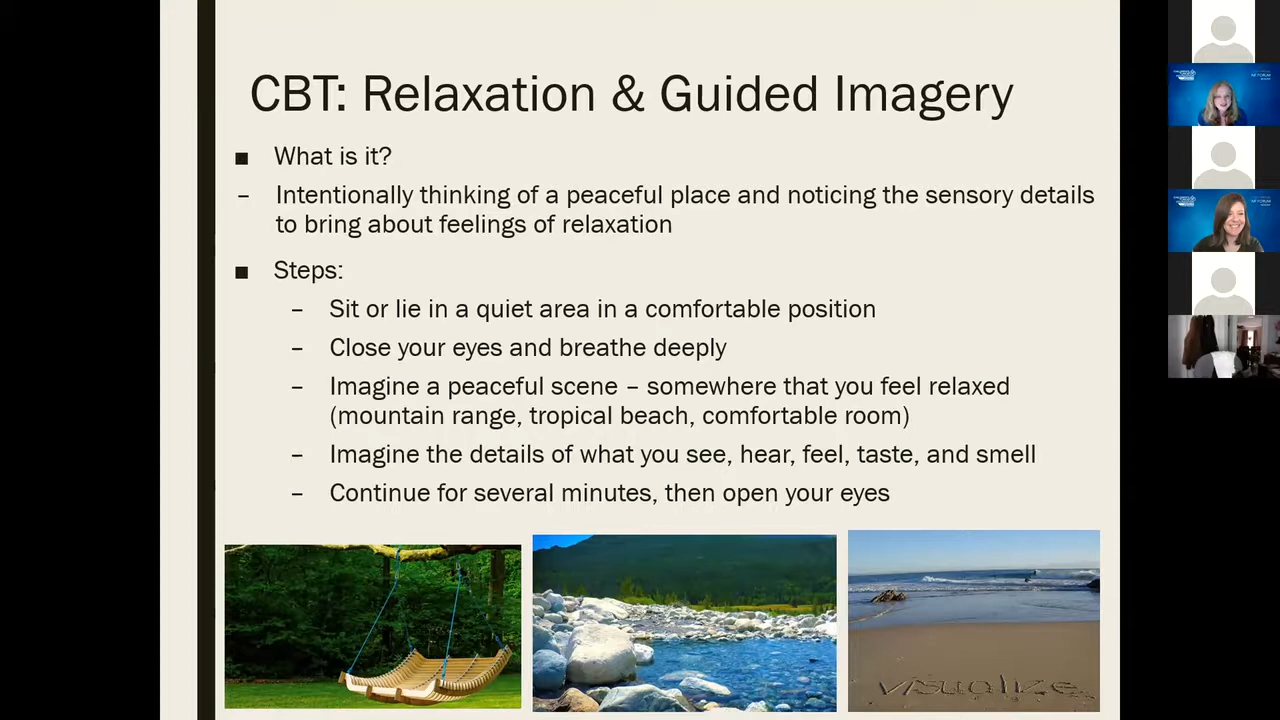 CBT: Relaxation & Guided Imagery
■ What is it?
– Intentionally thinking of a peaceful place and noticing the sensory details
to bring about feelings of relaxation
■ Steps:
– Sit or lie in a quiet area in a comfortable position
– Close your eyes and breathe deeply
– Imagine a peaceful scene – somewhere that you feel relaxed
(mountain range, tropical beach, comfortable room)
– Imagine the details of what you see, hear, feel, taste, and smell
– Continue for several minutes, then open your eyes
visualize